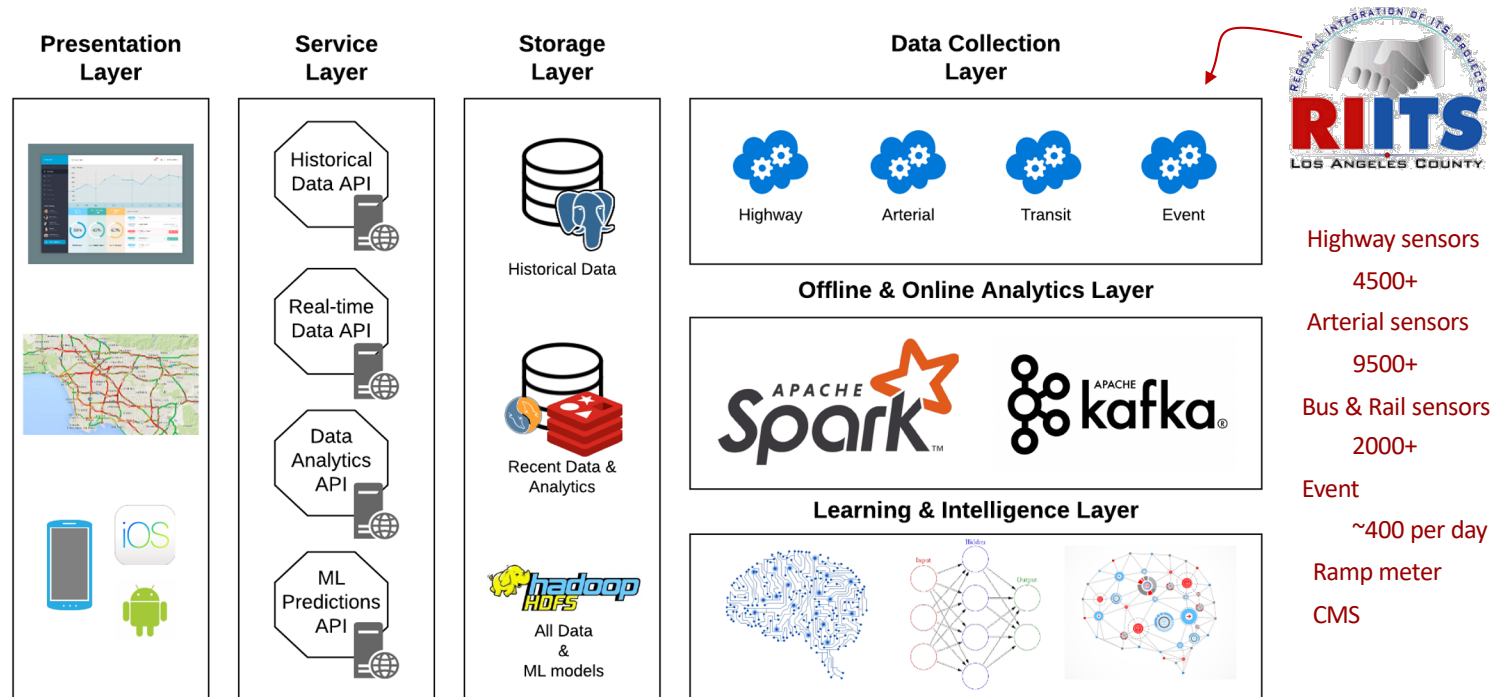 Presentation
Layer
iOS
Service
Layer
Historical
Data API
Real-time
Data API
Data
Analytics
API
ML
Predictions
API
Storage
Layer
Historical Data
Recent Data &
Analytics
hadoop
HDFS
All Data
&
ML models
Data Collection
Layer
Highway
Arterial
Transit
Event
Offline & Online Analytics Layer
APACHE
Spark™
APACHE
kafka®
Learning & Intelligence Layer
Input
Hidden
Output
REGIONAL INTEGRATION OF ITS PROJECTS
RIITS
LOS ANGELES COUNTY
Highway sensors
4500+
Arterial sensors
9500+
Bus & Rail sensors
2000+
Event
~400 per day
Ramp meter
CMS